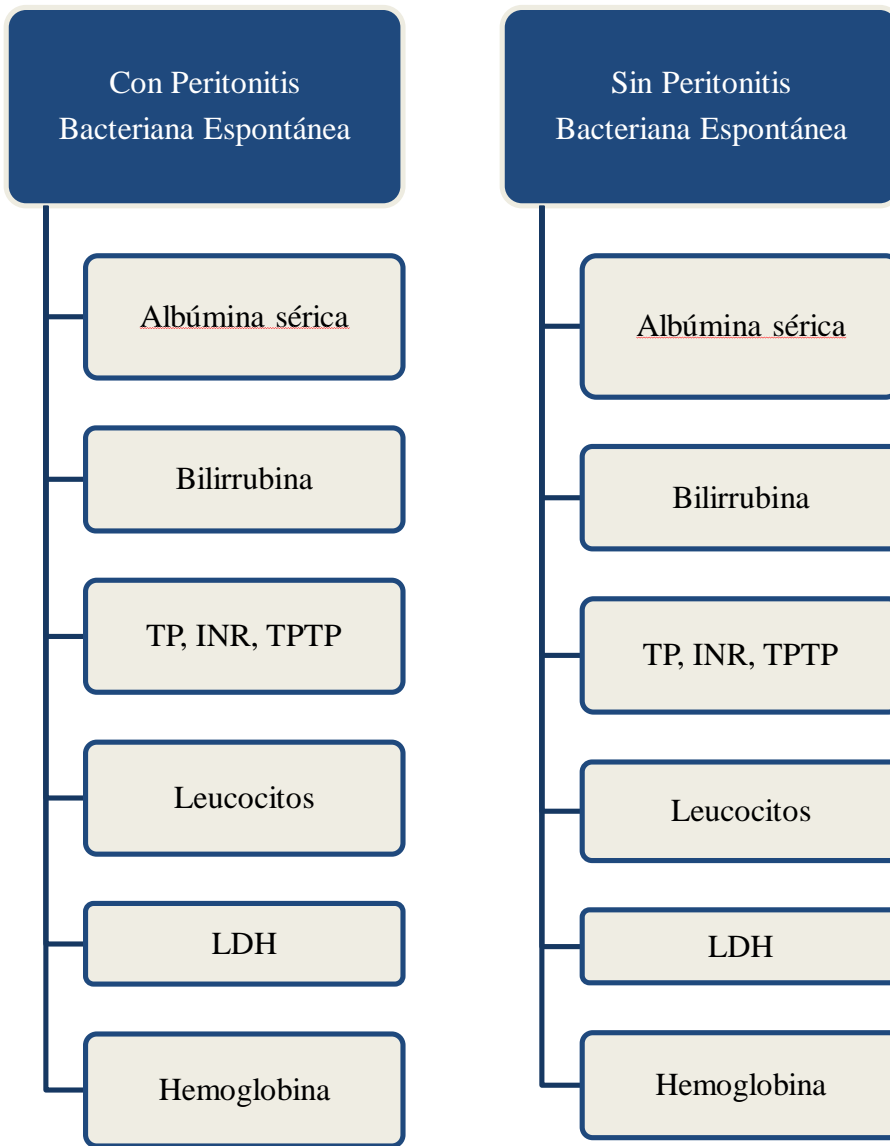 Con Peritonitis
Bacteriana Espontánea
Albúmina sérica
Bilirrubina
TP, INR, TPTP
Leucocitos
LDH
Hemoglobina
Sin Peritonitis
Bacteriana Espontánea
Albúmina sérica
Bilirrubina
TP, INR, TPTP
Leucocitos
LDH
Hemoglobina